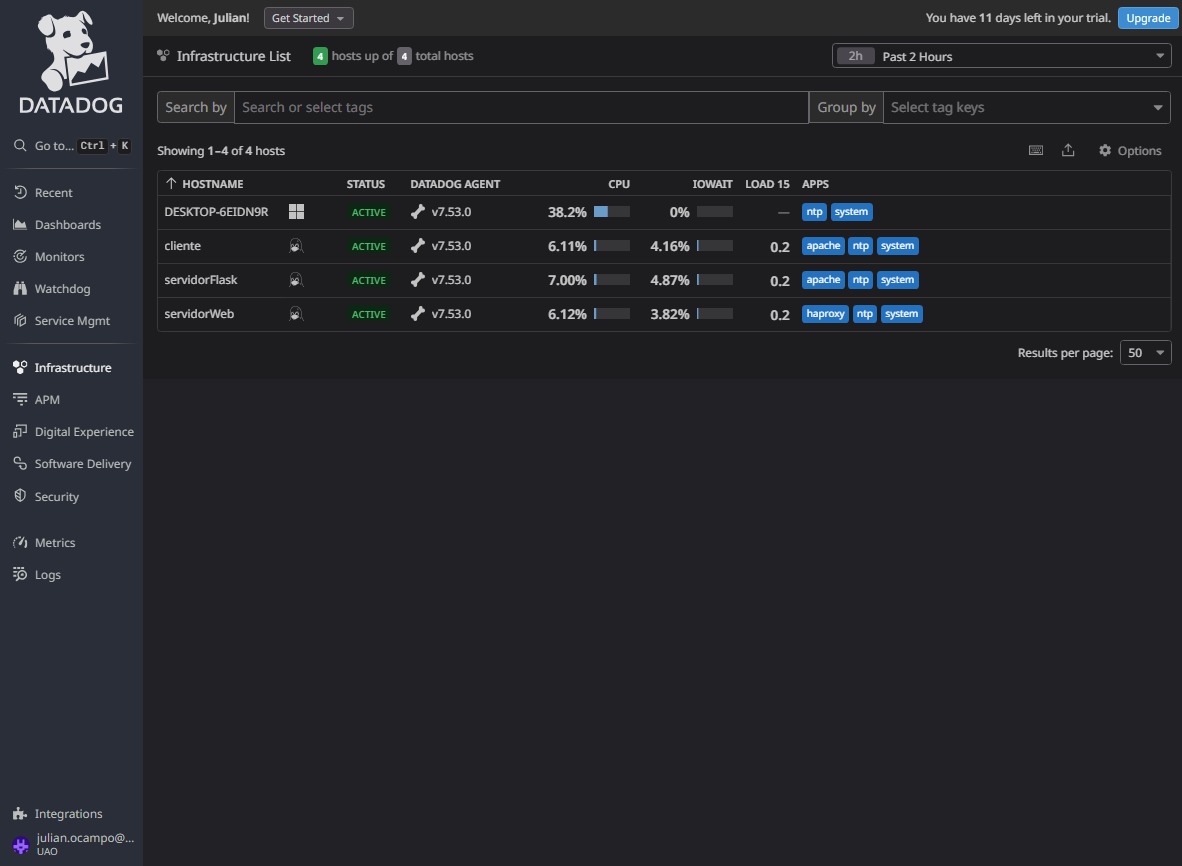 DATADOG
Go to... Ctrl + K
Recent
Dashboards
Monitors
Watchdog
Service Mgmt
Infrastructure
APM
Digital Experience
Software Delivery
Security
Metrics
Logs
Integrations
julian.ocampo@...
UAO
Welcome, Julian! Get Started You have 11 days left in your trial. Upgrade
Infrastructure List 4 hosts up of 4 total hosts 2h Past 2 Hours
Search by Search or select tags Group by Select tag keys
Showing 1–4 of 4 hosts Options
HOSTNAME STATUS DATADOG AGENT CPU IOWAIT LOAD 15 APPS
DESKTOP-6EIDN9R ACTIVE v7.53.0 38.2% 0% — ntp system
cliente ACTIVE v7.53.0 6.11% 4.16% 0.2 apache ntp system
servidorFlask ACTIVE v7.53.0 7.00% 4.87% 0.2 apache ntp system
servidorWeb ACTIVE v7.53.0 6.12% 3.82% 0.2 haproxy ntp system
Results per page: 50